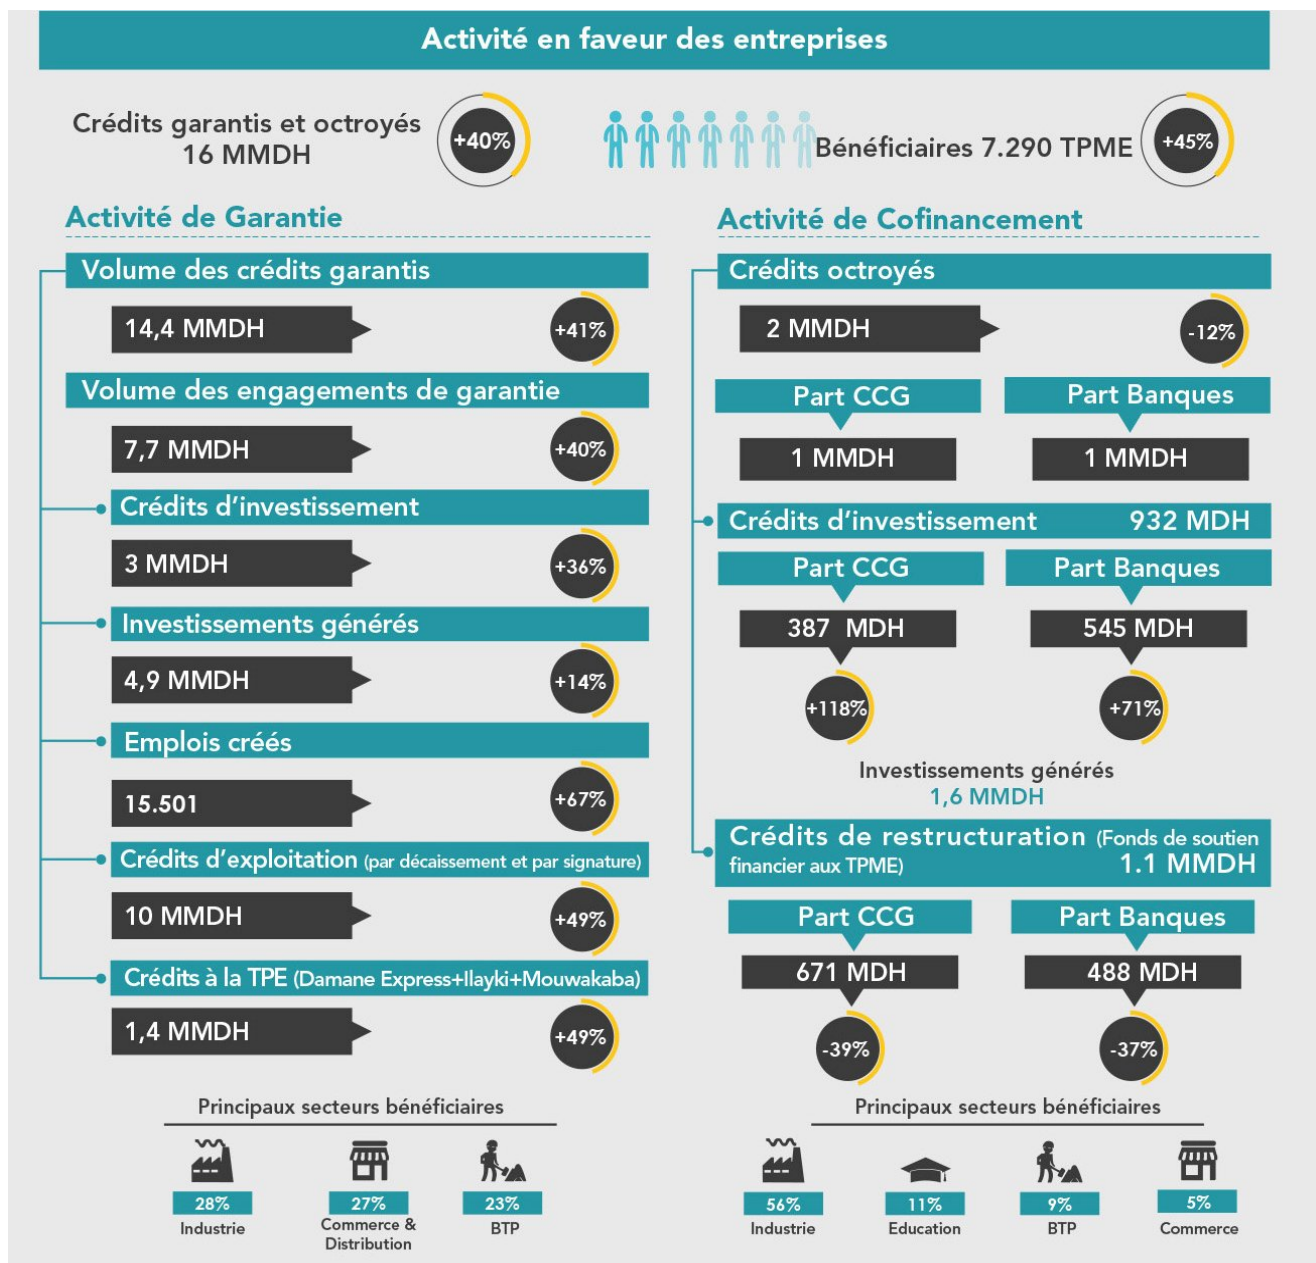 Activité en faveur des entreprises
Crédits garantis et octroyés
16 MMDH
+40%
Bénéficiaires 7.290 TPME
+45%
Activité de Garantie
Volume des crédits garantis
14,4 MMDH
+41%
Volume des engagements de garantie
7,7 MMDH
+40%
Crédits d’investissement
3 MMDH
+36%
Investissements générés
4,9 MMDH
+14%
Emplois créés
15.501
+67%
Crédits d’exploitation (par décaissement et par signature)
10 MMDH
+49%
Crédits à la TPE (Damane Express+Ilayki+Mouwakaba)
1,4 MMDH
+49%
Principaux secteurs bénéficiaires
28%
Industrie
27%
Commerce &
Distribution
23%
BTP
Activité de Cofinancement
Crédits octroyés
2 MMDH
-12%
Part CCG
1 MMDH
Part Banques
1 MMDH
Crédits d’investissement 932 MDH
Part CCG
387 MDH
+118%
Part Banques
545 MDH
+71%
Investissements générés
1,6 MMDH
Crédits de restructuration (Fonds de soutien
financier aux TPME) 1.1 MMDH
Part CCG
671 MDH
-39%
Part Banques
488 MDH
-37%
Principaux secteurs bénéficiaires
56%
Industrie
11%
Education
9%
BTP
5%
Commerce